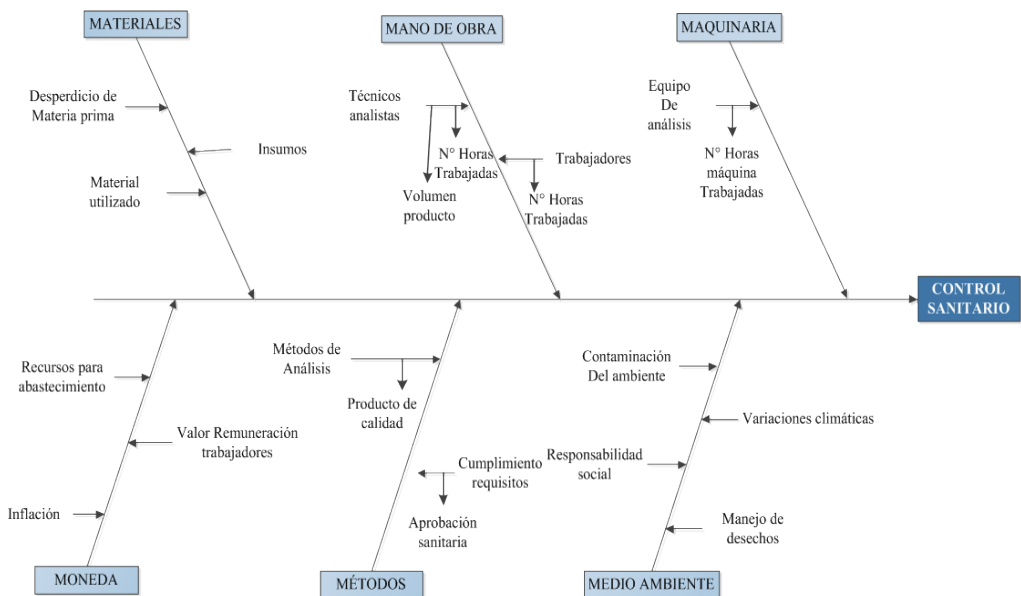 MATERIALES
MANO DE OBRA
MAQUINARIA
Desperdicio de
Materia prima
Insumos
Material
utilizado
Técnicos
analistas
N° Horas
Trabajadas
Volumen
producto
Trabajadores
N° Horas
Trabajadas
Equipo
De
análisis
N° Horas
máquina
Trabajadas
CONTROL
SANITARIO
Recursos para
abastecimiento
Valor Remuneración
trabajadores
Inflación
Métodos de
Análisis
Producto de
calidad
Cumplimiento
requisitos
Aprobación
sanitaria
Contaminación
Del ambiente
Variaciones climáticas
Responsabilidad
social
Manejo de
desechos
MONEDA
MÉTODOS
MEDIO AMBIENTE